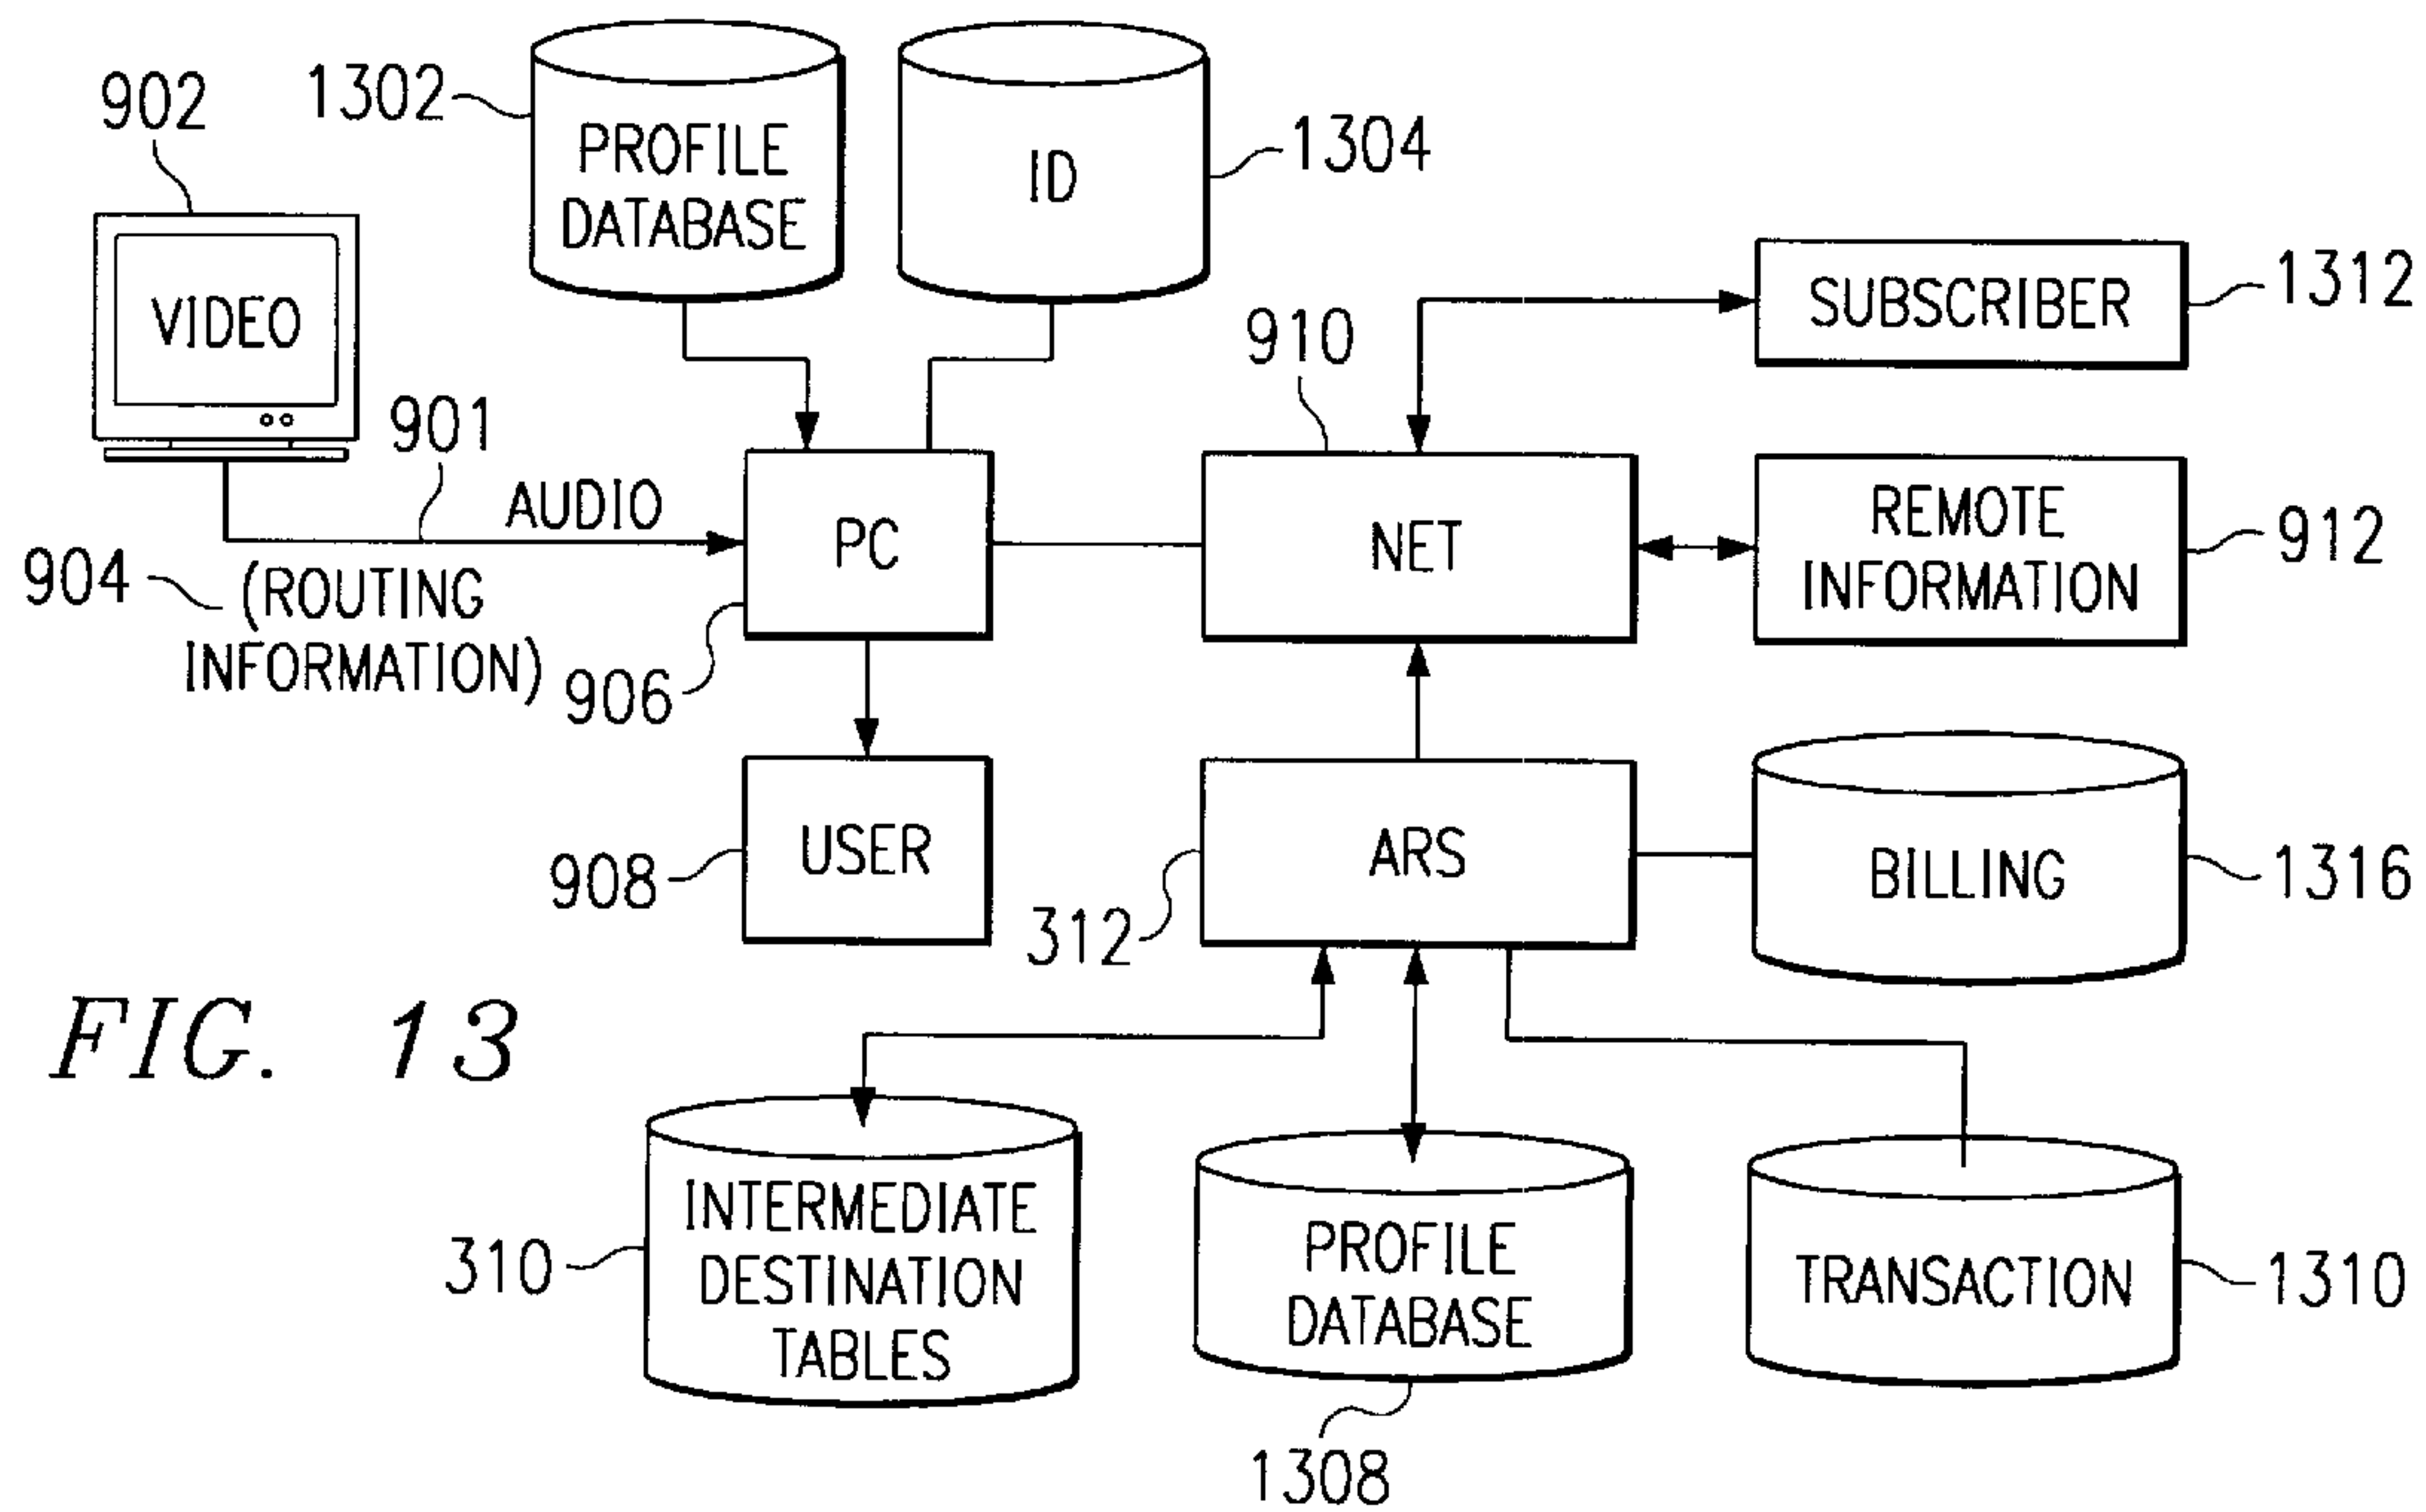 902
1302
PROFILE
DATABASE
ID
1304
VIDEO
901
AUDIO
904
(ROUTING
INFORMATION)
PC
906
910
NET
SUBSCRIBER
1312
REMOTE
INFORMATION
912
USER
908
ARS
312
BILLING
1316
FIG. 13
INTERMEDIATE
DESTINATION
TABLES
310
PROFILE
DATABASE
1308
TRANSACTION
1310